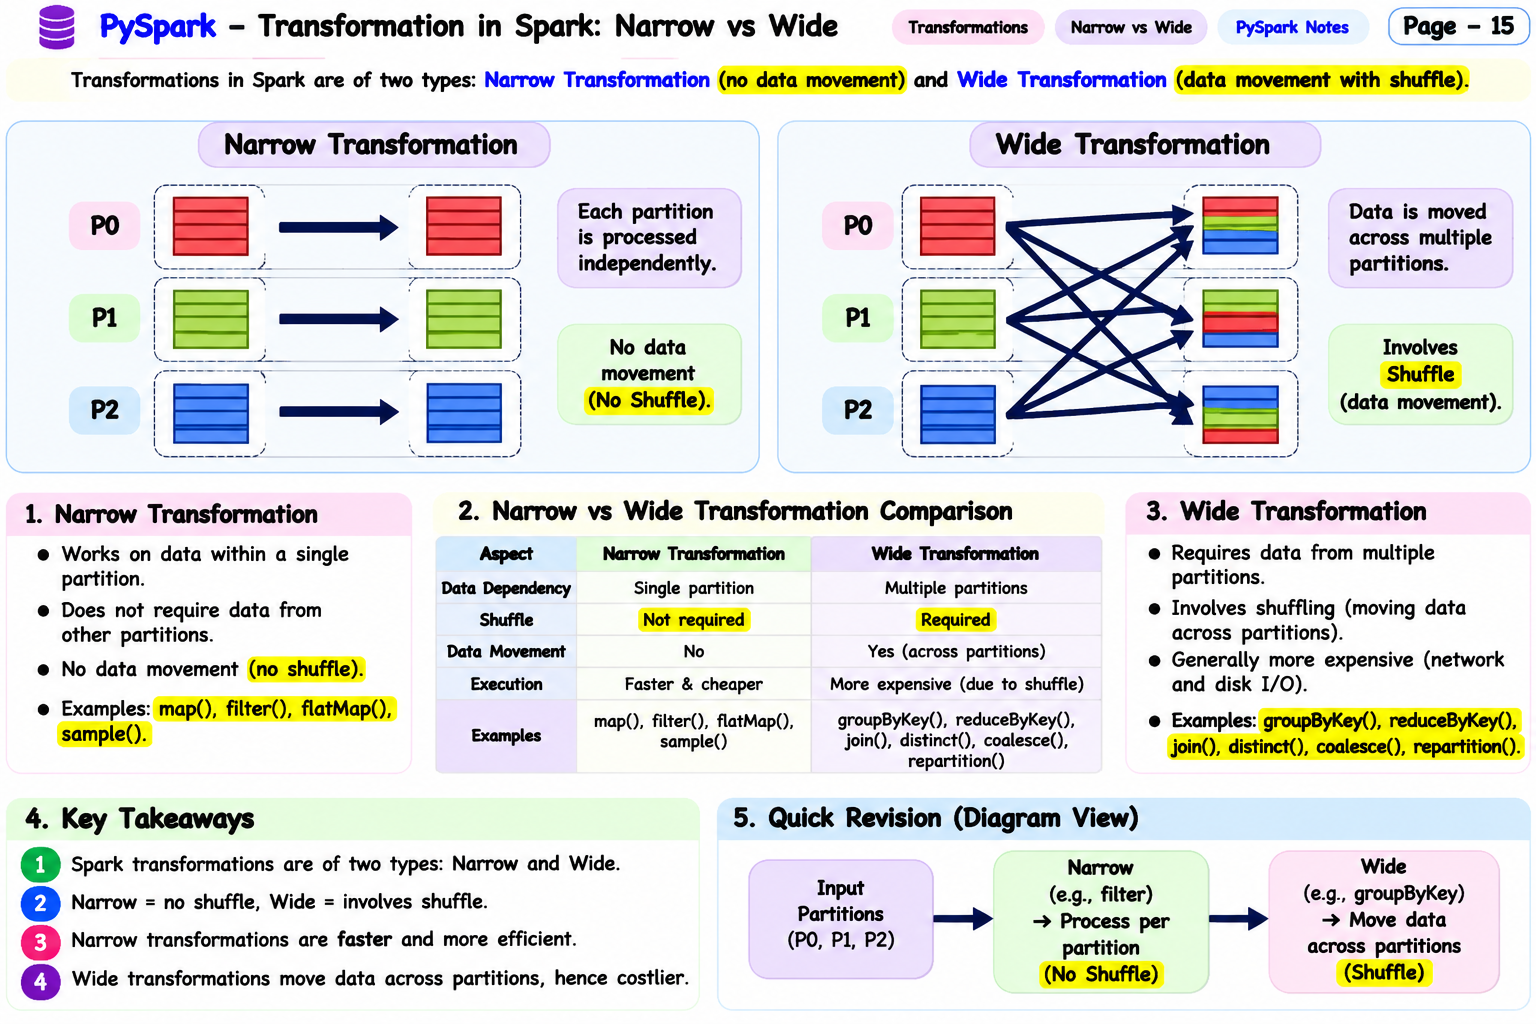 PySpark – Transformation in Spark: Narrow vs Wide
Transformations
Narrow vs Wide
PySpark Notes
Page – 15
Transformations in Spark are of two types: Narrow Transformation (no data movement) and Wide Transformation (data movement with shuffle).
Narrow Transformation
P0
P1
P2
Each partition
is processed
independently.
No data
movement
(No Shuffle).
Wide Transformation
P0
P1
P2
Data is moved
across multiple
partitions.
Involves
Shuffle
(data movement).
1. Narrow Transformation
● Works on data within a single
partition.
● Does not require data from
other partitions.
● No data movement (no shuffle).
● Examples: map(), filter(), flatMap(),
sample().
2. Narrow vs Wide Transformation Comparison
Aspect Narrow Transformation Wide Transformation
Data Dependency Single partition Multiple partitions
Shuffle Not required Required
Data Movement No Yes (across partitions)
Execution Faster & cheaper More expensive (due to shuffle)
Examples
map(), filter(), flatMap(),
sample()
groupByKey(), reduceByKey(),
join(), distinct(), coalesce(),
repartition()
3. Wide Transformation
● Requires data from multiple
partitions.
● Involves shuffling (moving data
across partitions).
● Generally more expensive (network
and disk I/O).
● Examples: groupByKey(), reduceByKey(),
join(), distinct(), coalesce(), repartition().
4. Key Takeaways
1 Spark transformations are of two types: Narrow and Wide.
2 Narrow = no shuffle, Wide = involves shuffle.
3 Narrow transformations are faster and more efficient.
4 Wide transformations move data across partitions, hence costlier.
5. Quick Revision (Diagram View)
Input
Partitions
(P0, P1, P2)
Narrow
(e.g., filter)
→ Process per
partition
(No Shuffle)
Wide
(e.g., groupByKey)
→ Move data
across partitions
(Shuffle)